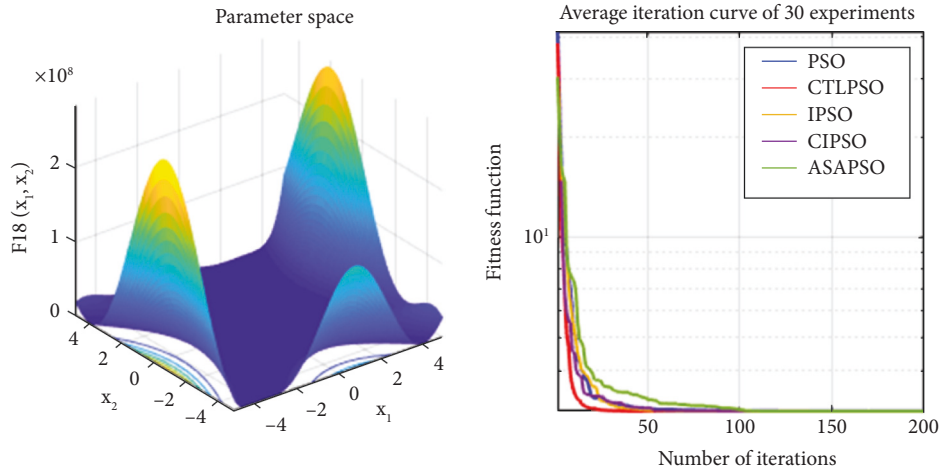 Parameter space
×10⁸
F18 (x₁, x₂)
2
1
0
4
2
0
−2
−4
x₂
−4
−2
0
2
4
x₁
Average iteration curve of 30 experiments
Fitness function
10¹
PSO
CTLPSO
IPSO
CIPSO
ASAPSO
50
100
150
200
Number of iterations